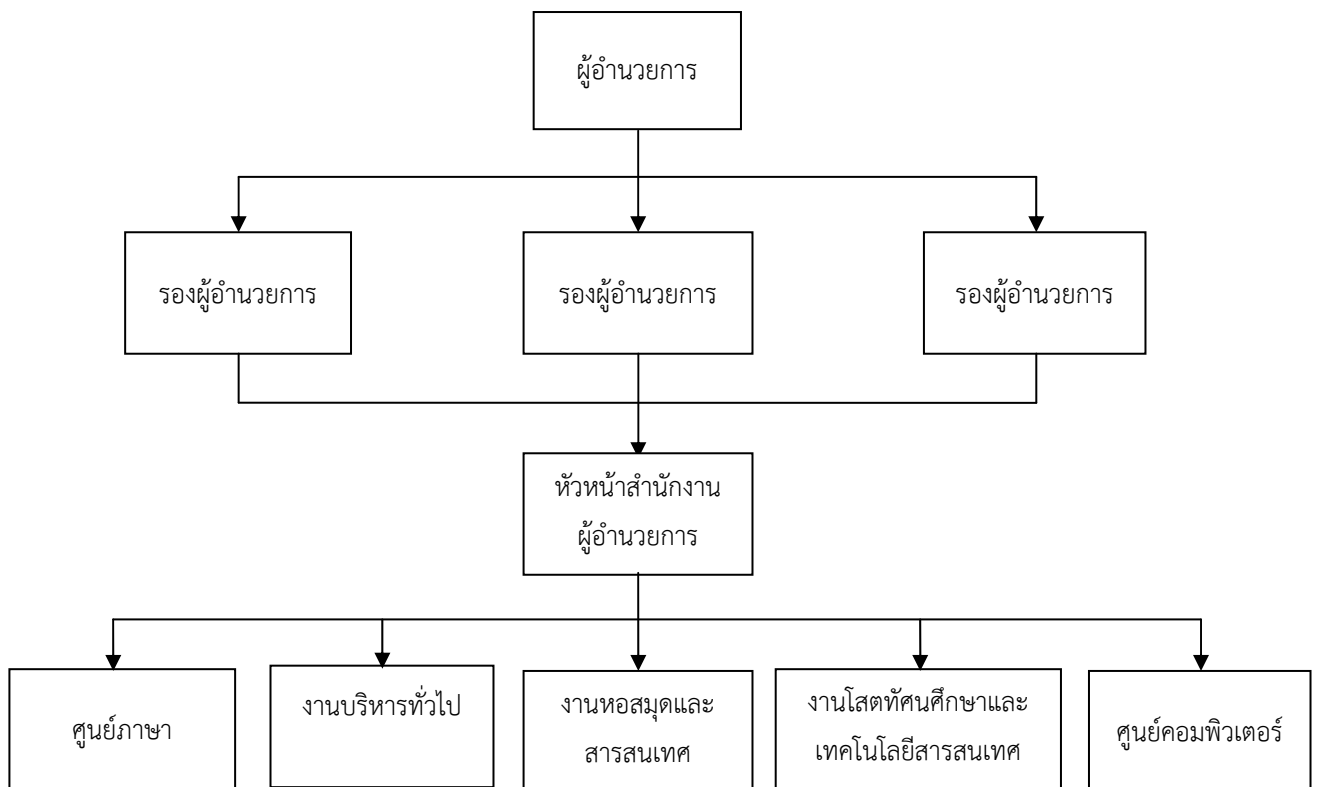 ผู้อำนวยการ
รองผู้อำนวยการ
รองผู้อำนวยการ
รองผู้อำนวยการ
หัวหน้าสำนักงาน
ผู้อำนวยการ
ศูนย์ภาษา
งานบริหารทั่วไป
งานหอสมุดและ
สารสนเทศ
งานโสตทัศนศึกษาและ
เทคโนโลยีสารสนเทศ
ศูนย์คอมพิวเตอร์